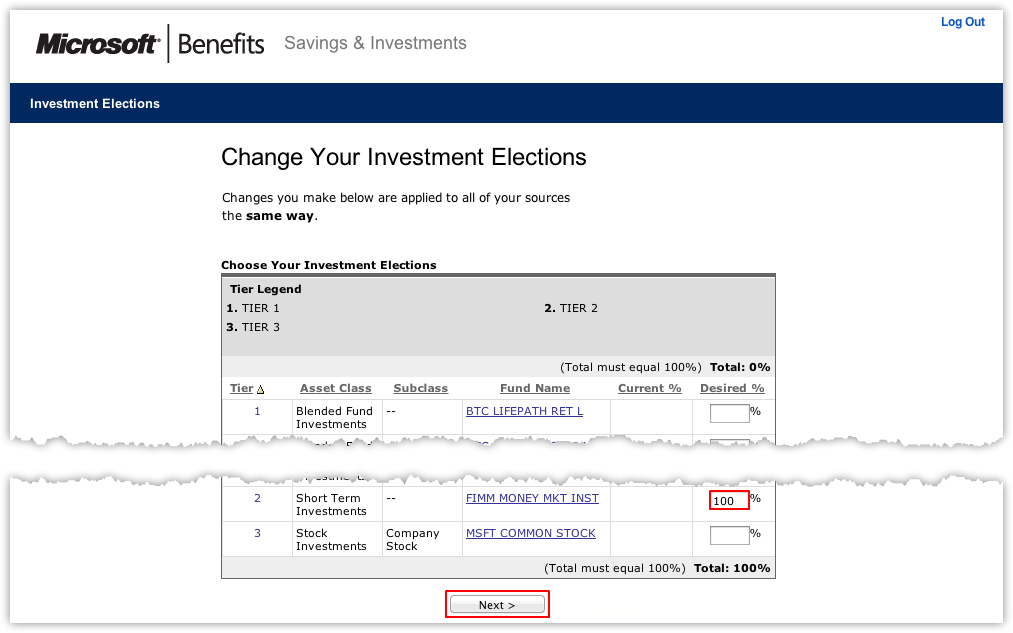 Log Out
Microsoft® Benefits Savings & Investments
Investment Elections
Change Your Investment Elections
Changes you make below are applied to all of your sources
the same way.
Choose Your Investment Elections
Tier Legend
1. TIER 1 2. TIER 2
3. TIER 3
(Total must equal 100%) Total: 0%
Tier Asset Class Subclass Fund Name Current % Desired %
1 Blended Fund -- BTC LIFEPATH RET L %
Investments
2 Short Term -- FIMM MONEY MKT INST 100 %
Investments
3 Stock Company MSFT COMMON STOCK %
Investments Stock
(Total must equal 100%) Total: 100%
Next >